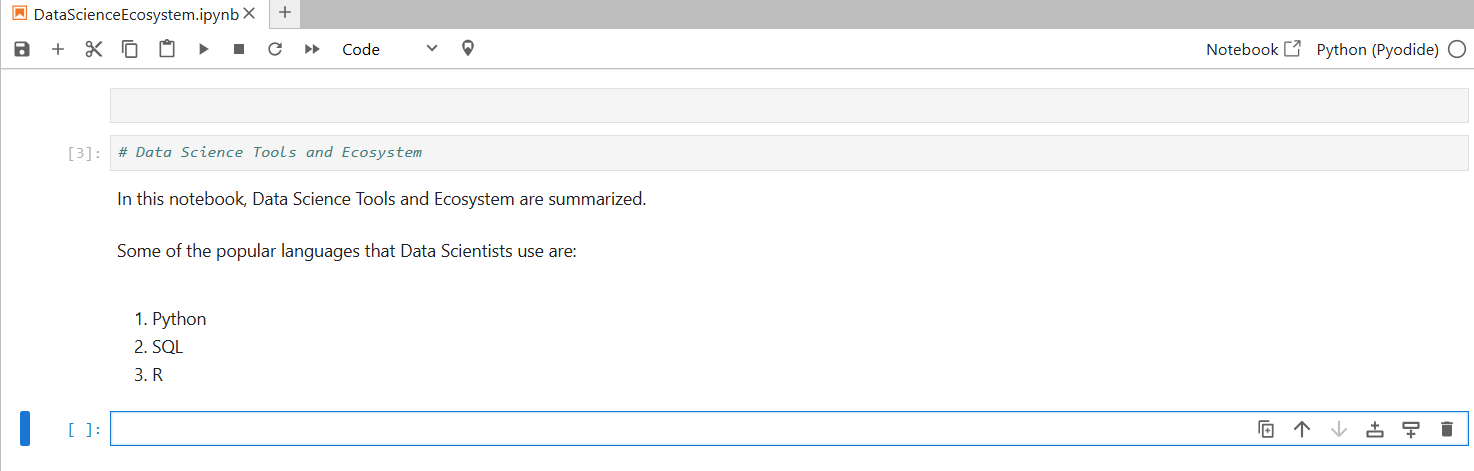 DataScienceEcosystem.ipynb
Code
Notebook
Python (Pyodide)
[3]:
# Data Science Tools and Ecosystem
In this notebook, Data Science Tools and Ecosystem are summarized.
Some of the popular languages that Data Scientists use are:
1. Python
2. SQL
3. R
[ ]: